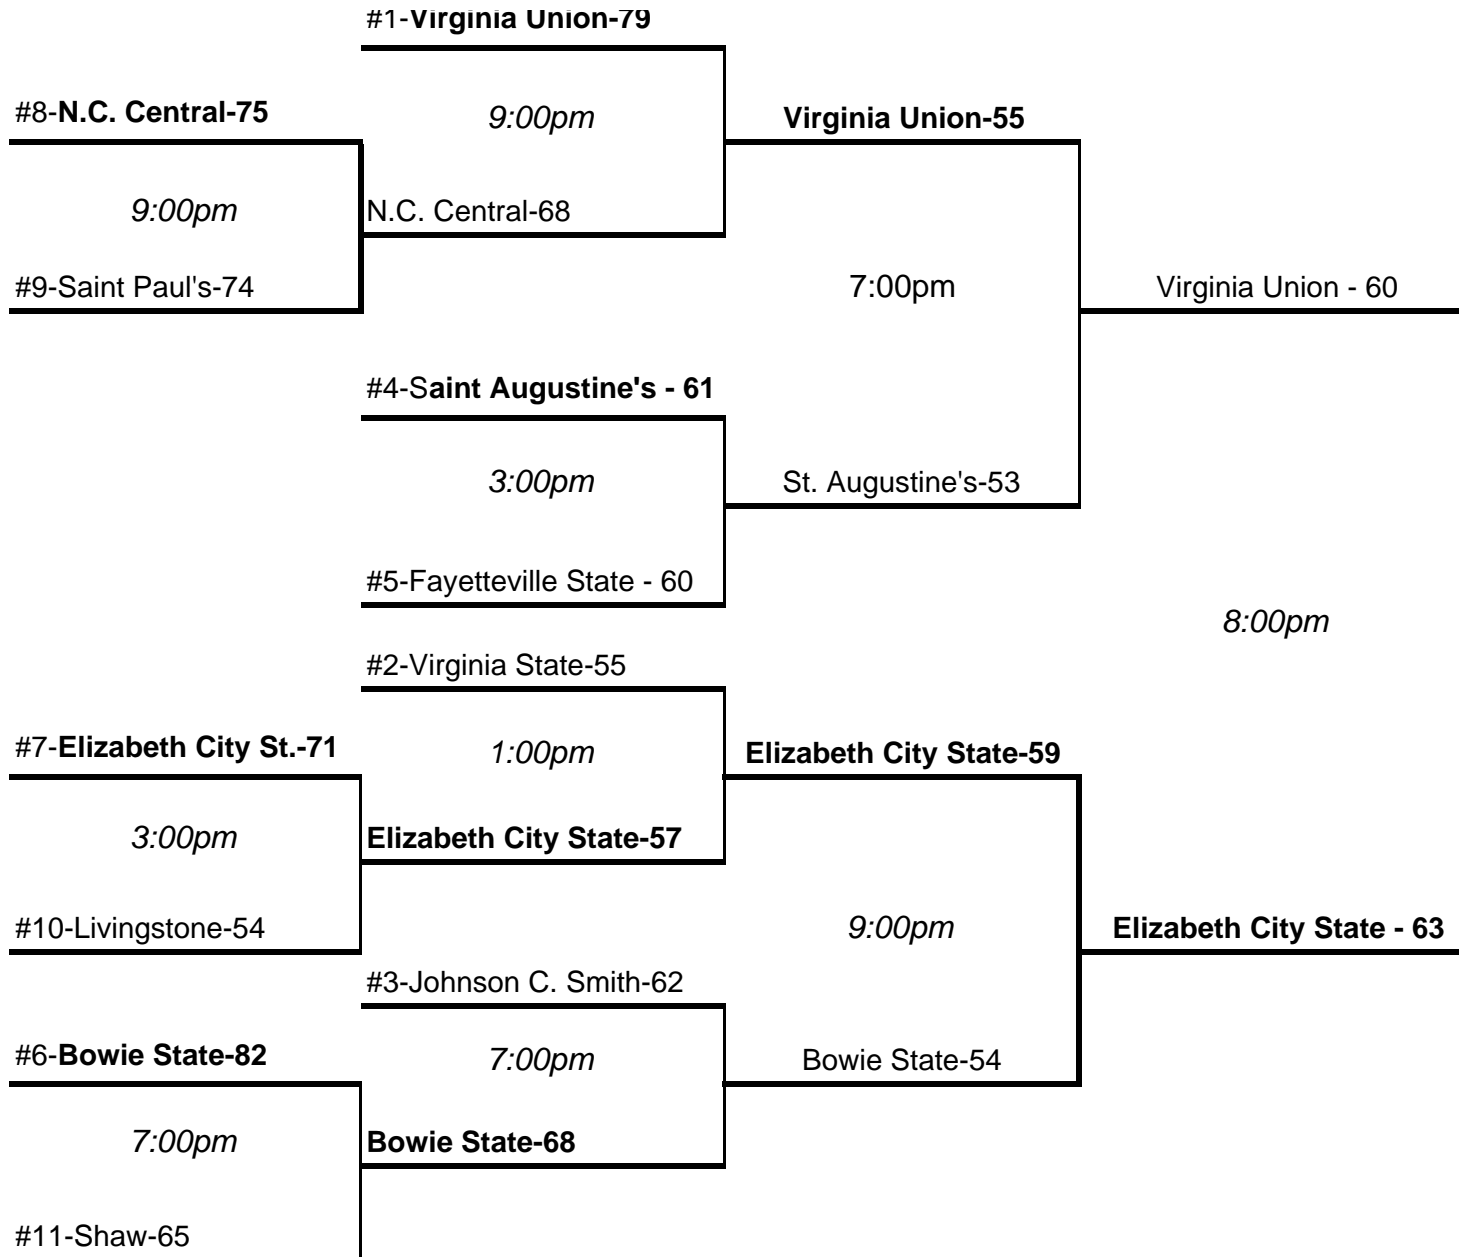 #1-Virginia Union-79
#8-N.C. Central-75
9:00pm
Virginia Union-55
9:00pm
N.C. Central-68
#9-Saint Paul's-74
7:00pm
Virginia Union - 60
#4-Saint Augustine's - 61
3:00pm
St. Augustine's-53
#5-Fayetteville State - 60
8:00pm
#2-Virginia State-55
#7-Elizabeth City St.-71
1:00pm
Elizabeth City State-59
3:00pm
Elizabeth City State-57
#10-Livingstone-54
9:00pm
Elizabeth City State - 63
#3-Johnson C. Smith-62
#6-Bowie State-82
7:00pm
Bowie State-54
7:00pm
Bowie State-68
#11-Shaw-65